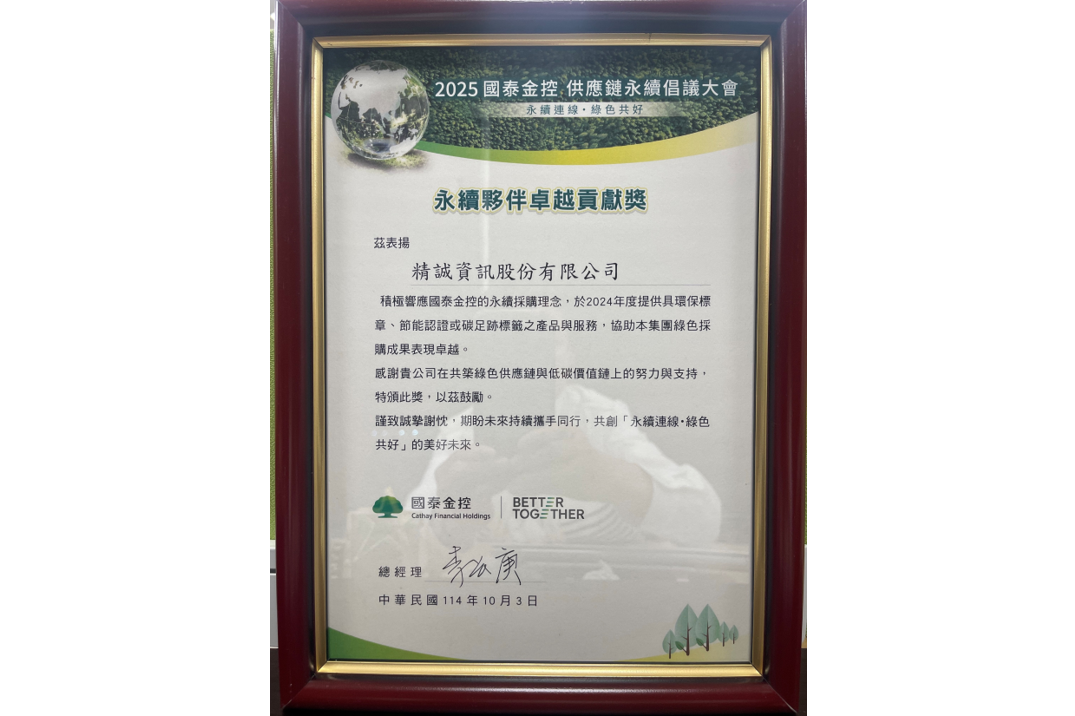 2025 國泰金控 供應鏈永續倡議大會
永續連線•綠色共好
永續夥伴卓越貢獻獎
茲表揚
精誠資訊股份有限公司
積極響應國泰金控的永續採購理念，於2024年度提供具環保標
章、節能認證或碳足跡標籤之產品與服務，協助本集團綠色採
購成果表現卓越。
感謝貴公司在共築綠色供應鏈與低碳價值鏈上的努力與支持，
特頒此獎，以茲鼓勵。
謹致誠摯謝忱，期盼未來持續攜手同行，共創「永續連線•綠色
共好」的美好未來。
國泰金控
Cathay Financial Holdings
BETTER
TOGETHER
總經理
中華民國114年10月3日